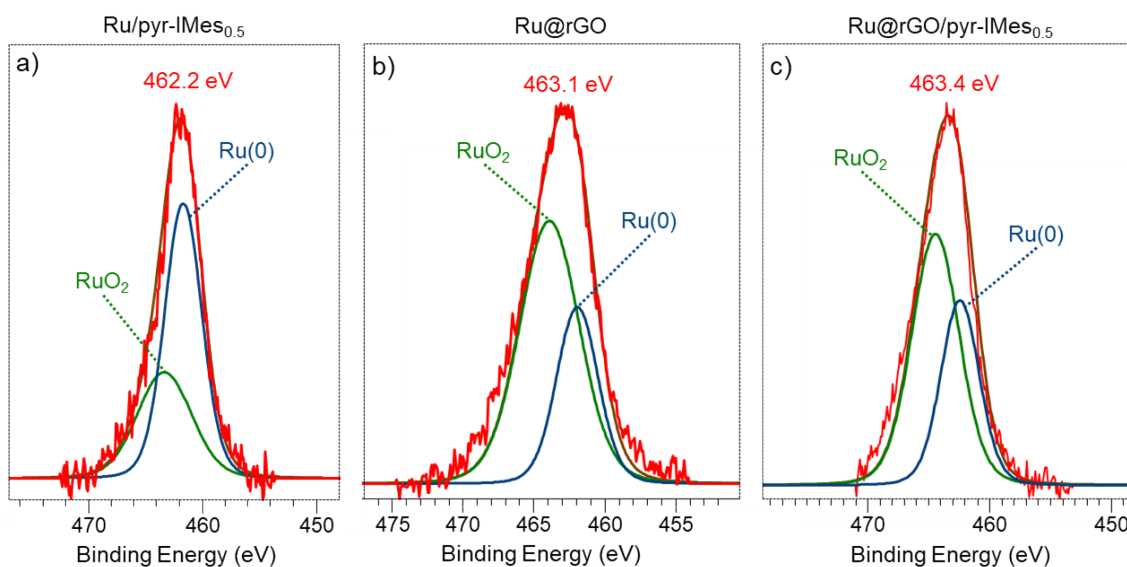 Ru/pyr-IMes0.5
a)
462.2 eV
Ru(0)
RuO2
470
460
450
Binding Energy (eV)
Ru@rGO
b)
463.1 eV
RuO2
Ru(0)
475
470
465
460
455
Binding Energy (eV)
Ru@rGO/pyr-IMes0.5
c)
463.4 eV
RuO2
Ru(0)
470
460
450
Binding Energy (eV)